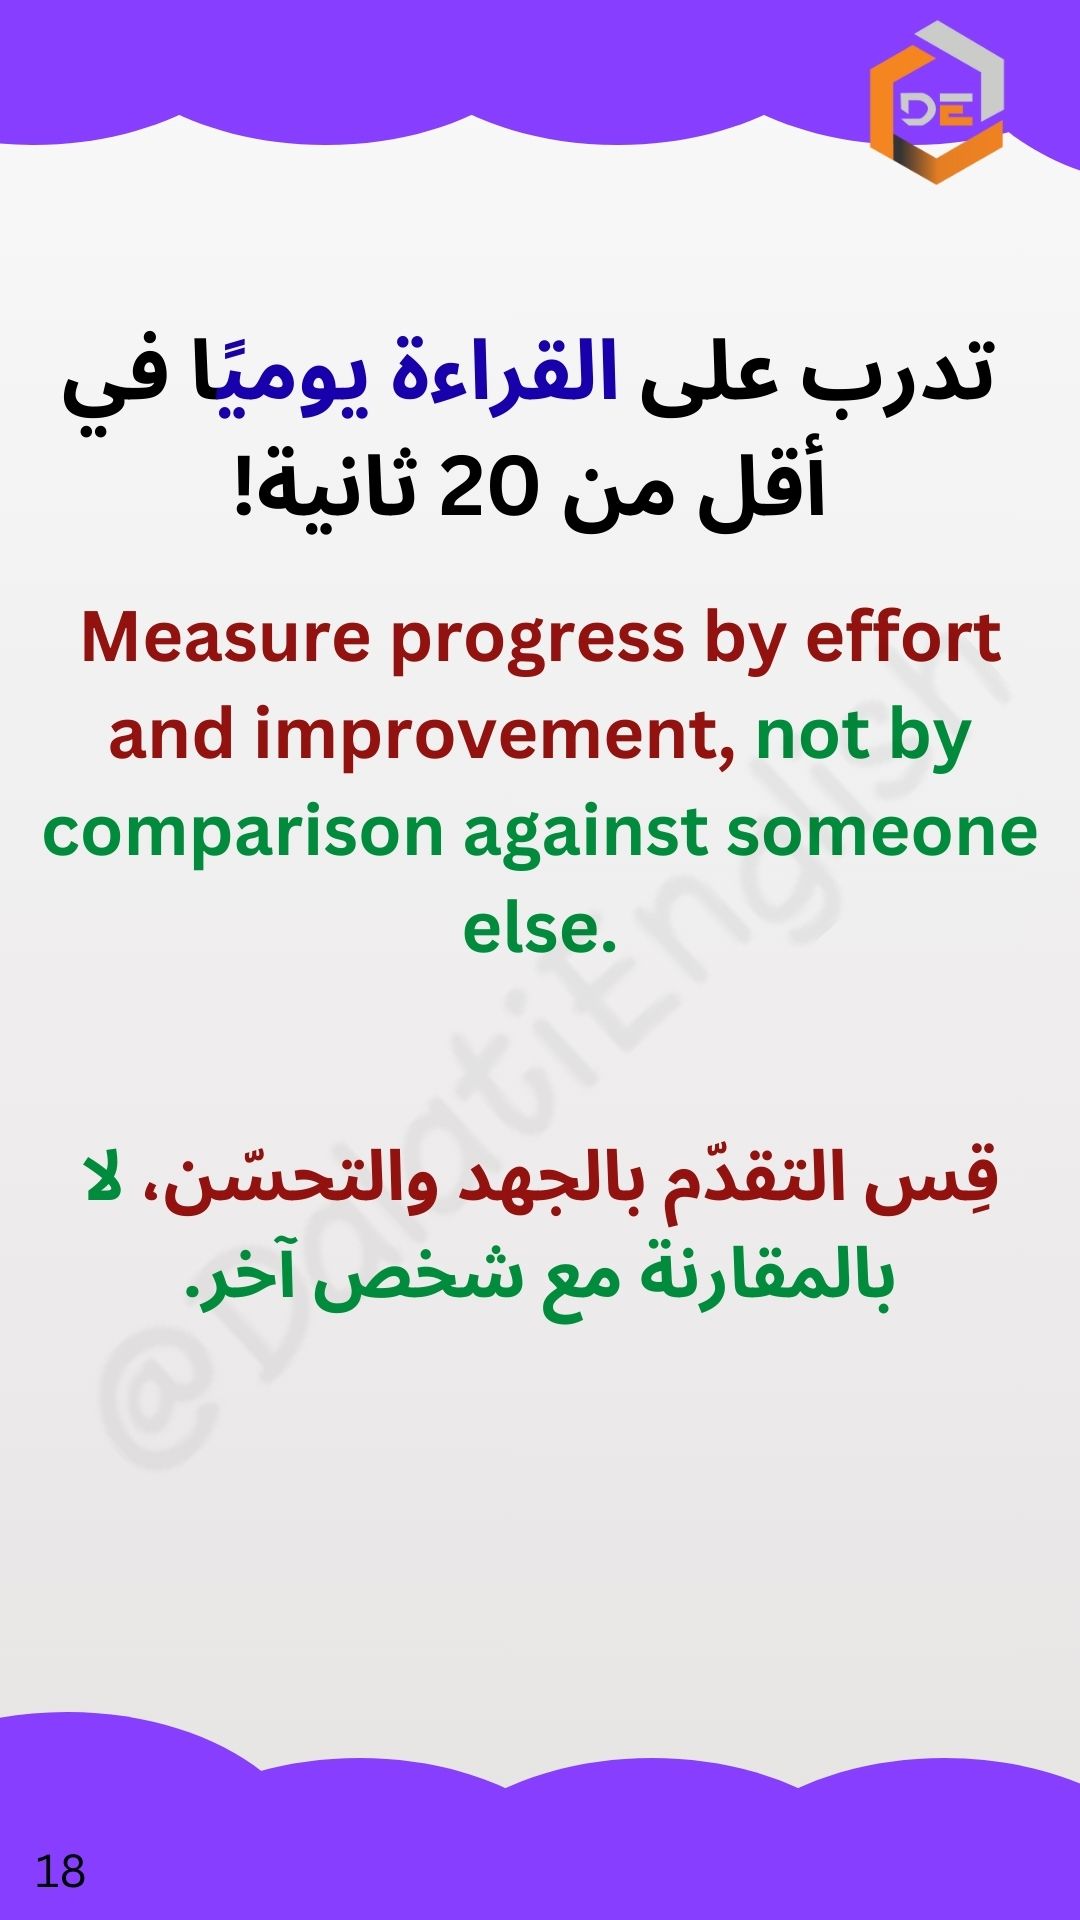 DE
تدرب على القراءة يوميًا في
أقل من 20 ثانية!
Measure progress by effort
and improvement, not by
comparison against someone
else.
قِس التقدّم بالجهد والتحسّن، لا
بالمقارنة مع شخص آخر.
@DalatiEnglish
18